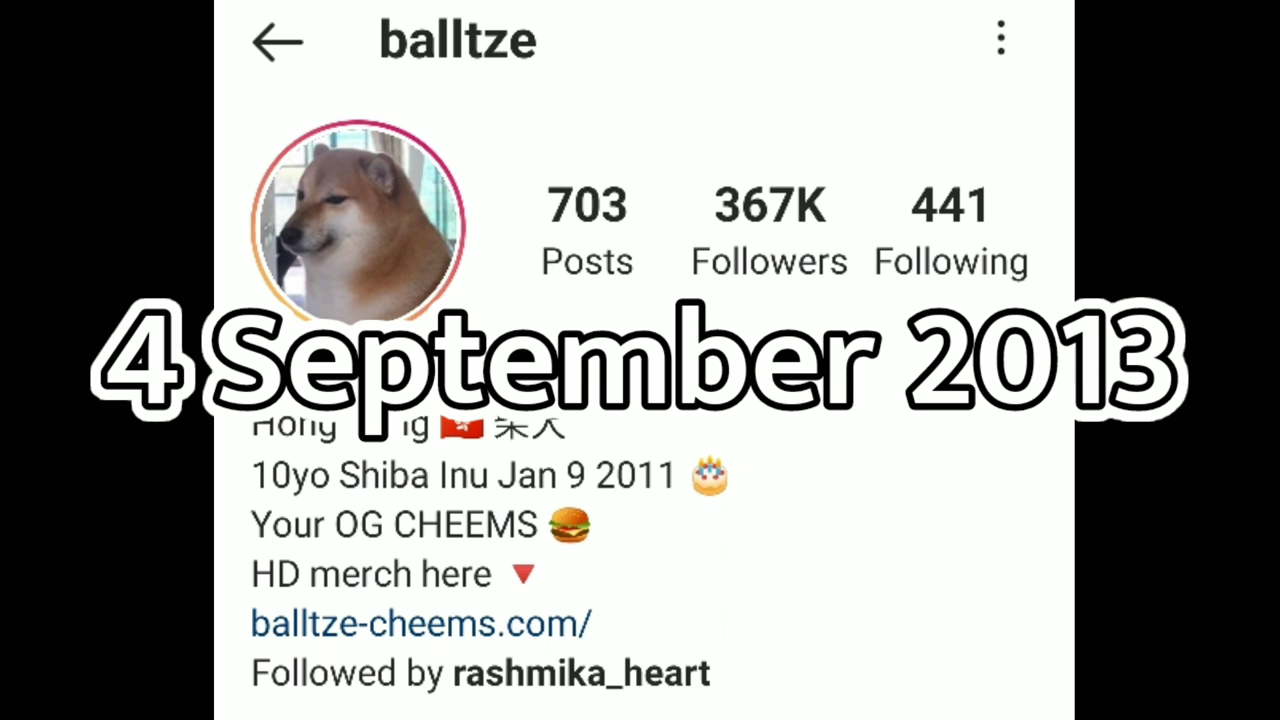 balltze
703 367K 441
Posts Followers Following
4 September 2013
10yo Shiba Inu Jan 9 2011 🎂
Your OG CHEEMS 🍔
HD merch here 🔻
balltze-cheems.com/
Followed by rashmika_heart